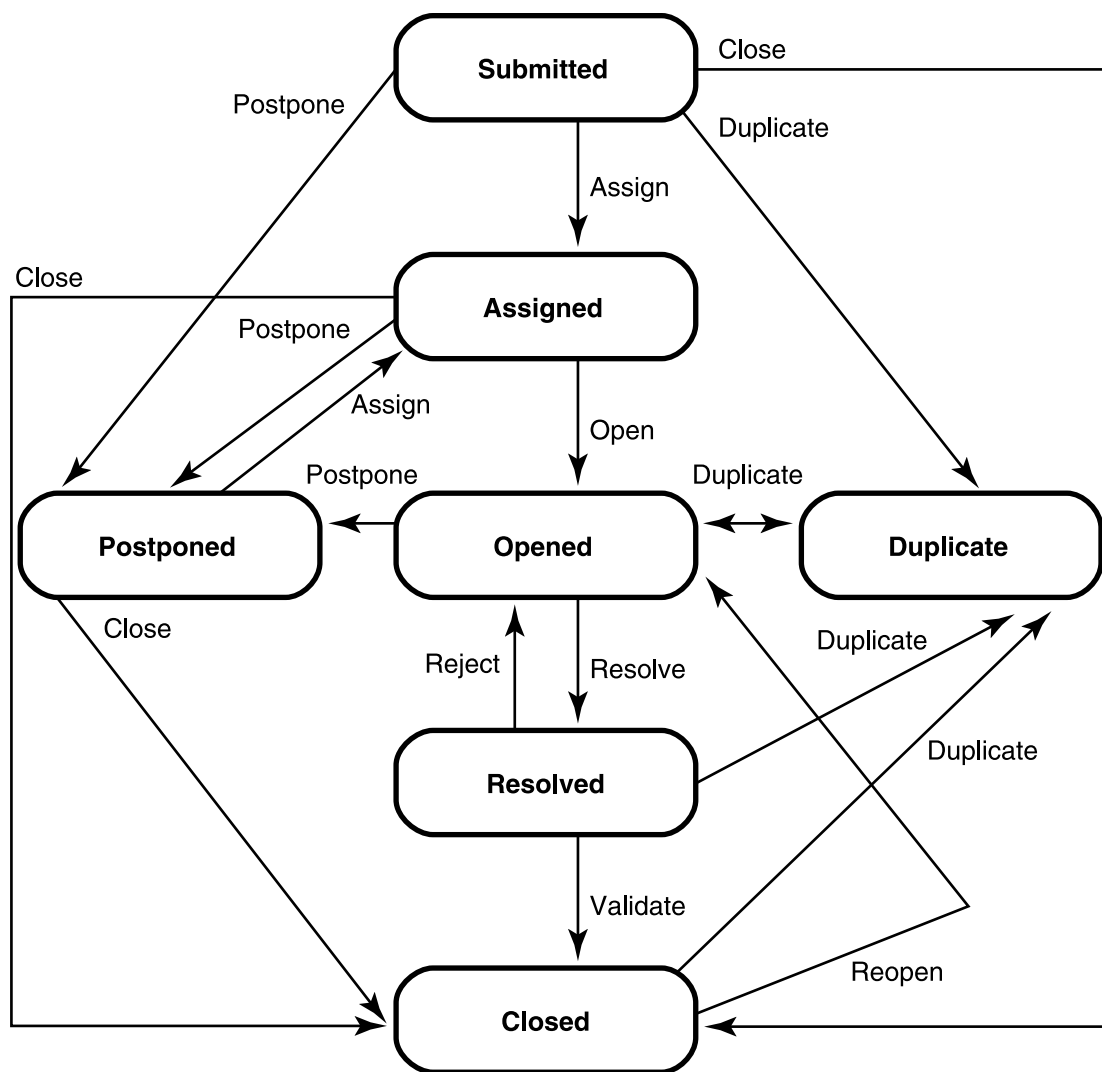 Submitted
Close
Postpone
Duplicate
Assign
Close
Assigned
Postpone
Assign
Open
Postpone
Duplicate
Postponed
Opened
Duplicate
Close
Reject
Resolve
Duplicate
Resolved
Duplicate
Validate
Reopen
Closed